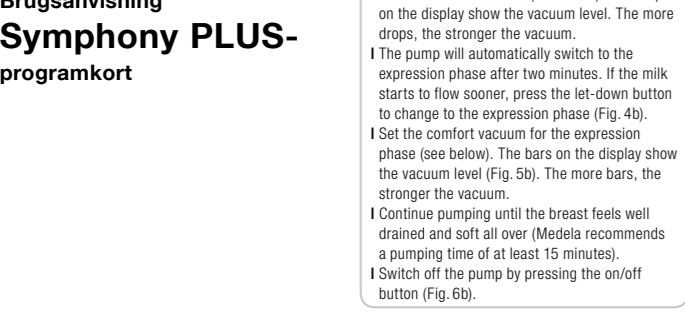 Brugsanvisning
Symphony PLUS-
programkort
on the display show the vacuum level. The more
drops, the stronger the vacuum.
I The pump will automatically switch to the
expression phase after two minutes. If the milk
starts to flow sooner, press the let-down button
to change to the expression phase (Fig. 4b).
I Set the comfort vacuum for the expression
phase (see below). The bars on the display show
the vacuum level (Fig. 5b). The more bars, the
stronger the vacuum.
I Continue pumping until the breast feels well
drained and soft all over (Medela recommends
a pumping time of at least 15 minutes).
I Switch off the pump by pressing the on/off
button (Fig. 6b).